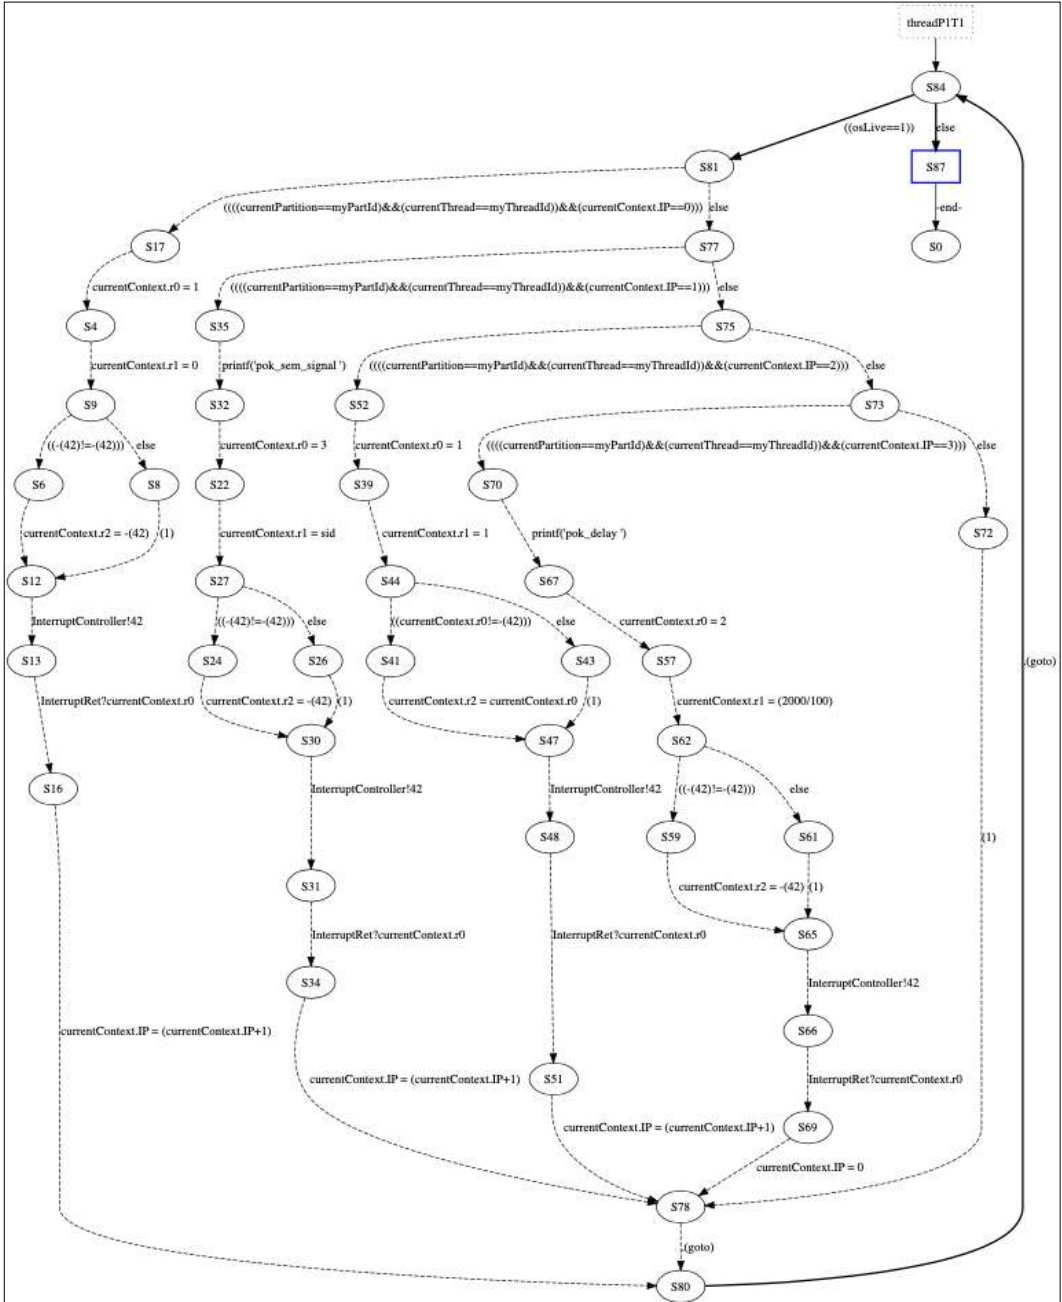 threadP1T1
S84
((osLive==1))
else
S81
S87
((((currentPartition==myPartId)&&(currentThread==myThreadId))&&(currentContext.IP==0)))
else
-end-
S17
S77
S0
currentContext.r0 = 1
((((currentPartition==myPartId)&&(currentThread==myThreadId))&&(currentContext.IP==1)))
else
S4
S35
S75
currentContext.r1 = 0
printf('pok_sem_signal ')
((((currentPartition==myPartId)&&(currentThread==myThreadId))&&(currentContext.IP==2)))
else
S9
S32
S52
S73
((-(42)!=-(42)))
else
currentContext.r0 = 3
currentContext.r0 = 1
((((currentPartition==myPartId)&&(currentThread==myThreadId))&&(currentContext.IP==3)))
else
S6
S8
S22
S39
S70
S72
currentContext.r2 = -(42)
(1)
currentContext.r1 = sid
currentContext.r1 = 1
printf('pok_delay ')
S12
S27
S44
S67
InterruptController!42
((-(42)!=-(42)))
else
((currentContext.r0!=-(42)))
else
currentContext.r0 = 2
S13
S24
S26
S41
S43
S57
.(goto)
InterruptRet?currentContext.r0
currentContext.r2 = -(42)
(1)
currentContext.r2 = currentContext.r0
(1)
currentContext.r1 = (2000/100)
S30
S47
S62
S16
InterruptController!42
InterruptController!42
((-(42)!=-(42)))
else
S48
S59
S61
(1)
S31
currentContext.r2 = -(42)
(1)
InterruptRet?currentContext.r0
InterruptRet?currentContext.r0
S65
S34
InterruptController!42
currentContext.IP = (currentContext.IP+1)
S66
currentContext.IP = (currentContext.IP+1)
S51
InterruptRet?currentContext.r0
currentContext.IP = (currentContext.IP+1)
S69
currentContext.IP = 0
S78
.(goto)
S80